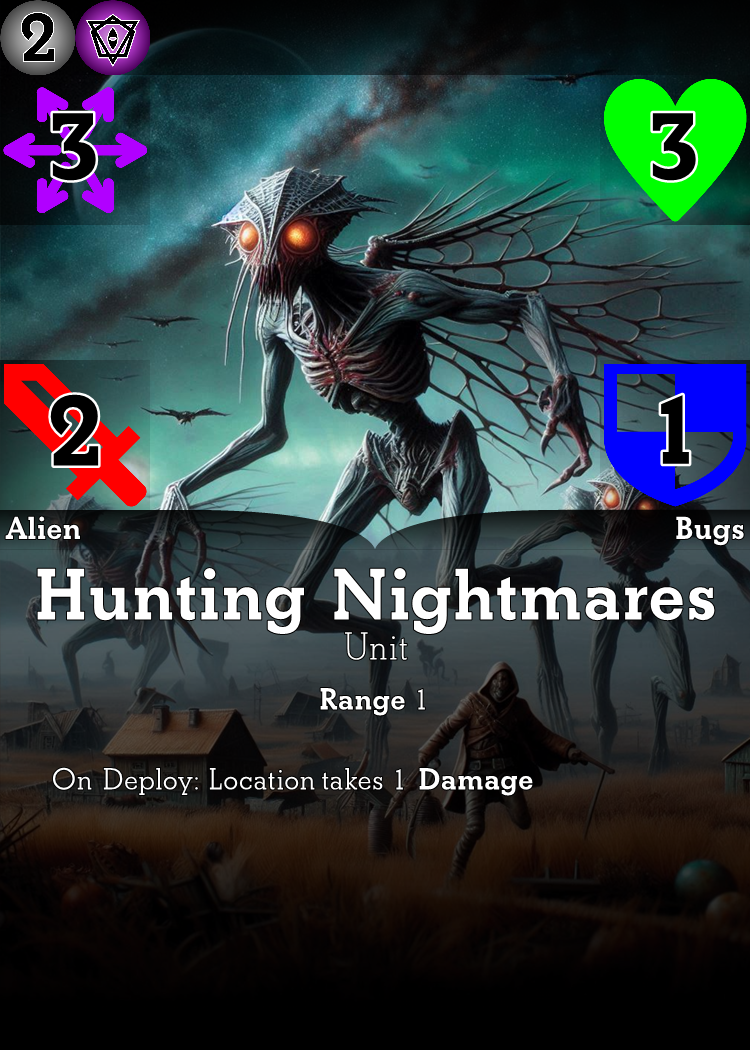 2
3
3
2
1
Alien
Bugs
Hunting Nightmares
Unit
Range 1
On Deploy: Location takes 1 Damage